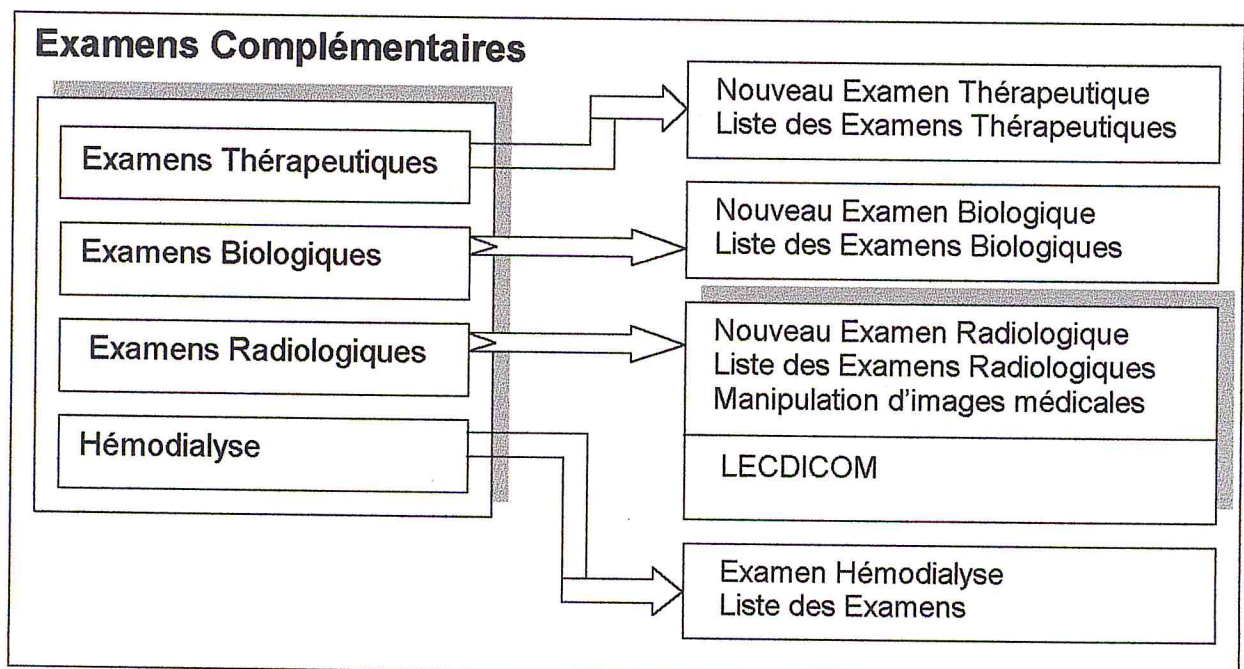 Examens Complémentaires
Examens Thérapeutiques
Examens Biologiques
Examens Radiologiques
Hémodialyse
Nouveau Examen Thérapeutique
Liste des Examens Thérapeutiques
Nouveau Examen Biologique
Liste des Examens Biologiques
Nouveau Examen Radiologique
Liste des Examens Radiologiques
Manipulation d'images médicales
LECDICOM
Examen Hémodialyse
Liste des Examens